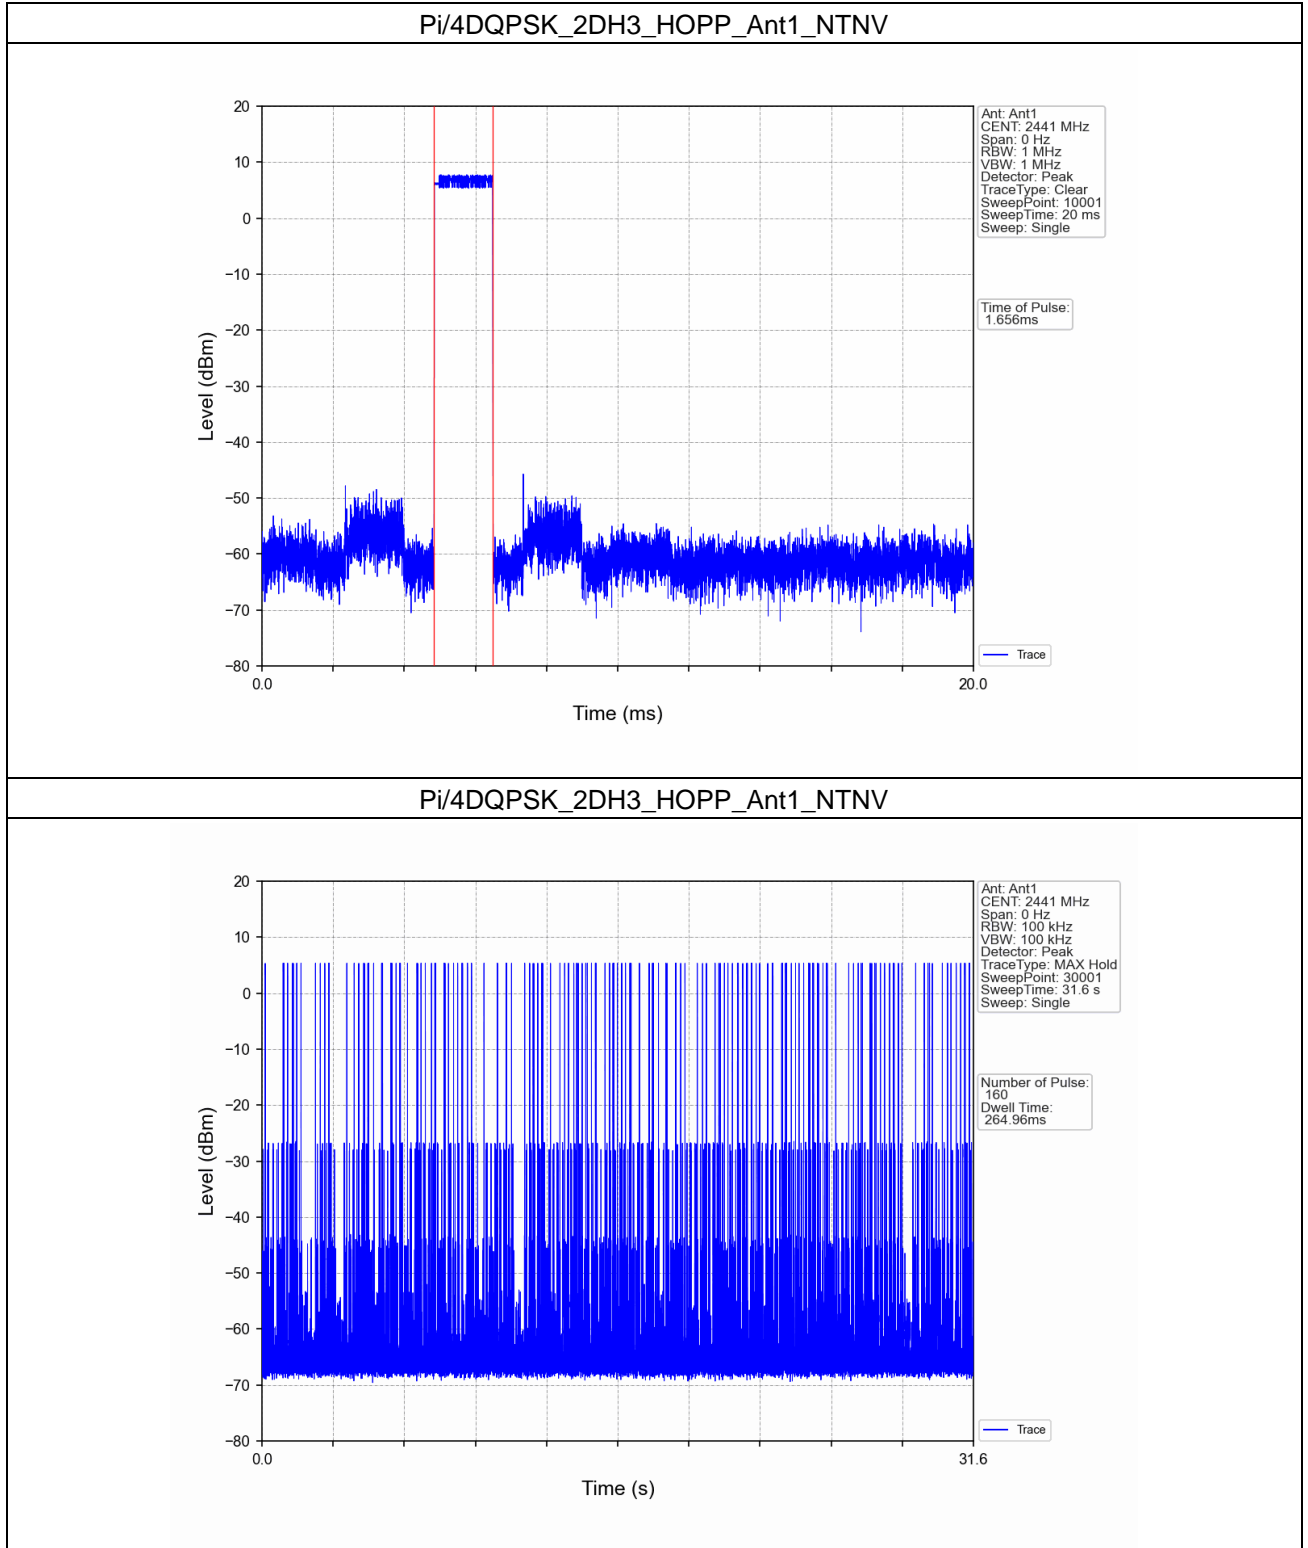 Pi/4DQPSK_2DH3_HOPP_Ant1_NTNV
20
10
0
−10
−20
−30
−40
−50
−60
−70
−80
Level (dBm)
0.0
20.0
Time (ms)
Ant: Ant1
CENT: 2441 MHz
Span: 0 Hz
RBW: 1 MHz
VBW: 1 MHz
Detector: Peak
TraceType: Clear
SweepPoint: 10001
SweepTime: 20 ms
Sweep: Single
Time of Pulse:
1.656ms
Trace
Pi/4DQPSK_2DH3_HOPP_Ant1_NTNV
20
10
0
−10
−20
−30
−40
−50
−60
−70
−80
Level (dBm)
0.0
31.6
Time (s)
Ant: Ant1
CENT: 2441 MHz
Span: 0 Hz
RBW: 100 kHz
VBW: 100 kHz
Detector: Peak
TraceType: MAX Hold
SweepPoint: 30001
SweepTime: 31.6 s
Sweep: Single
Number of Pulse:
160
Dwell Time:
264.96ms
Trace